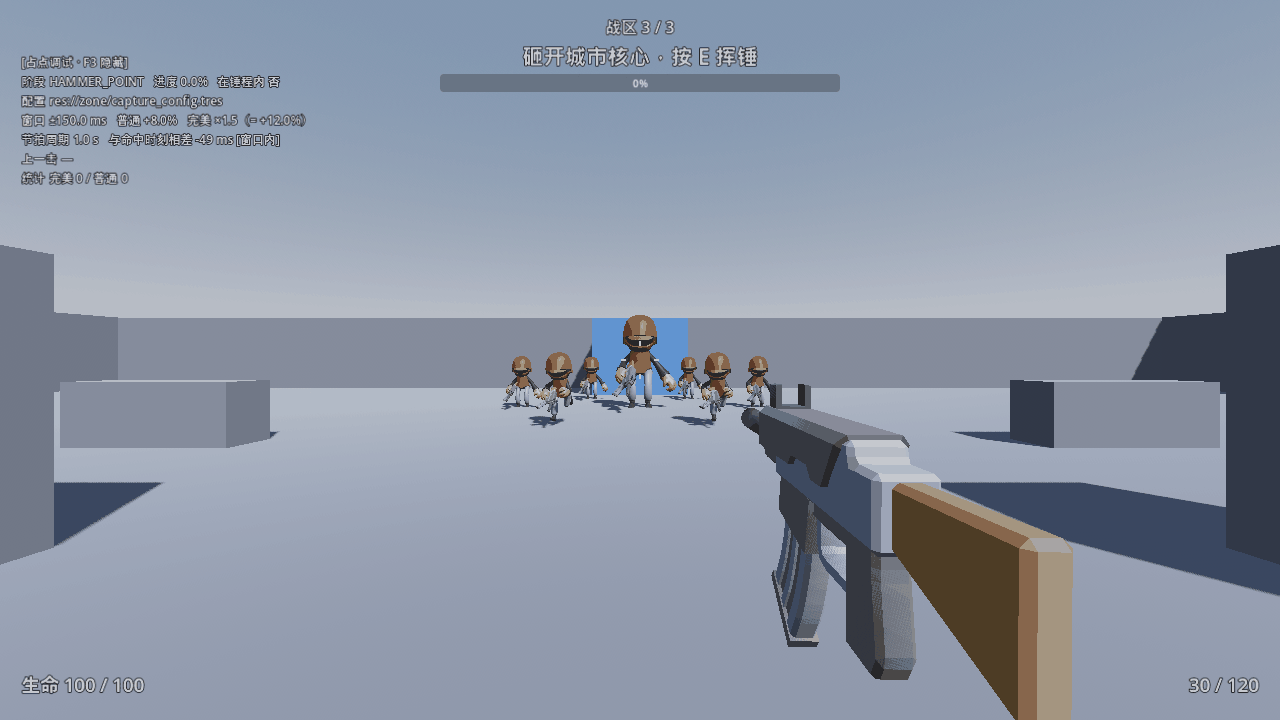 战区 3 / 3
砸开城市核心 · 按 E 挥锤
0%
[占点调试 · F3 隐藏]
阶段 HAMMER_POINT 进度 0.0% 在锤程内 否
配置 res://zone/capture_config.tres
窗口 ±150.0 ms 普通 +8.0% 完美 ×1.5（= +12.0%）
节拍周期 1.0 s 与命中时刻相差 -49 ms [窗口内]
上一击 —
统计 完美 0 / 普通 0
生命 100 / 100
30 / 120